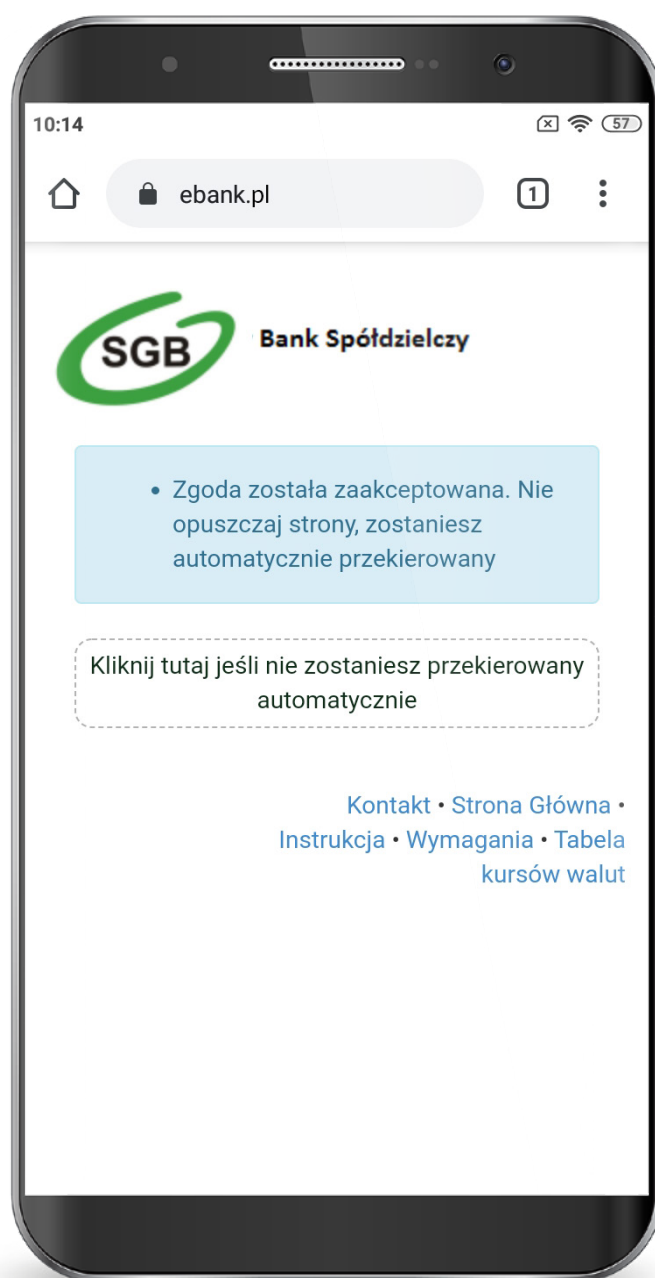 10:14
57
ebank.pl
1
SGB
Bank Spółdzielczy
• Zgoda została zaakceptowana. Nie
opuszczaj strony, zostaniesz
automatycznie przekierowany
Kliknij tutaj jeśli nie zostaniesz przekierowany
automatycznie
Kontakt • Strona Główna •
Instrukcja • Wymagania • Tabela
kursów walut